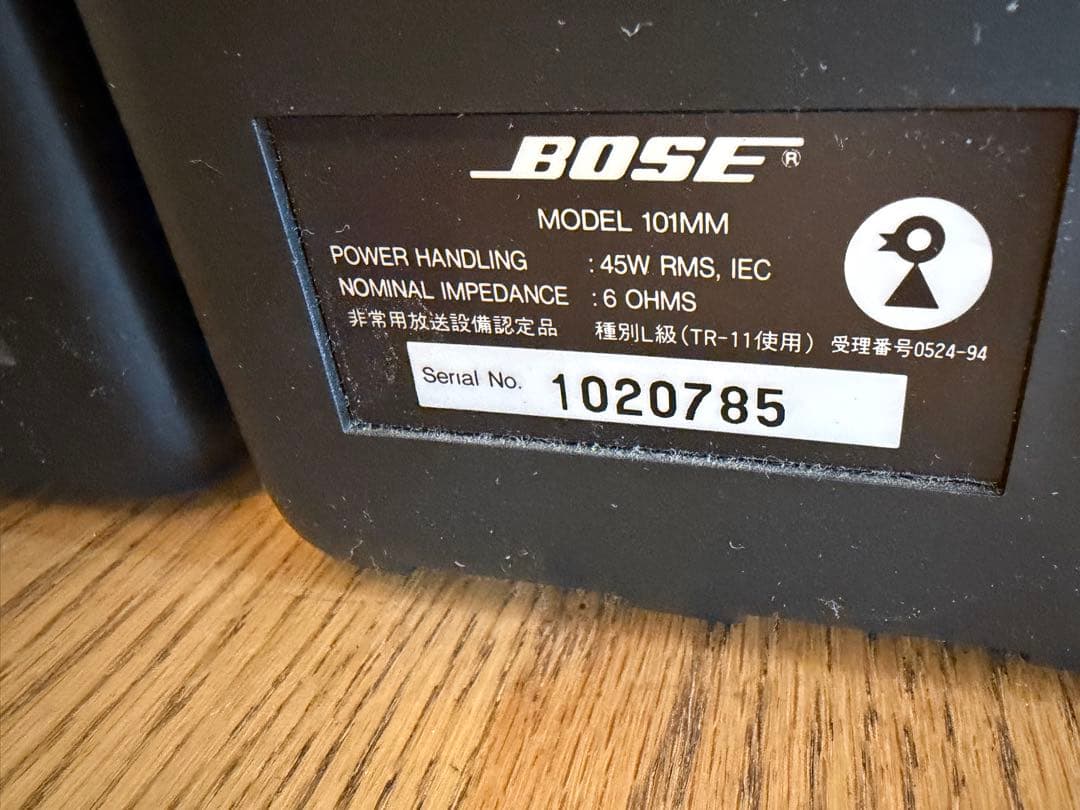 BOSE®
MODEL 101MM
POWER HANDLING : 45W RMS, IEC
NOMINAL IMPEDANCE : 6 OHMS
非常用放送設備認定品 種別L級(TR-11使用) 受理番号0524-94
Serial No. 1020785